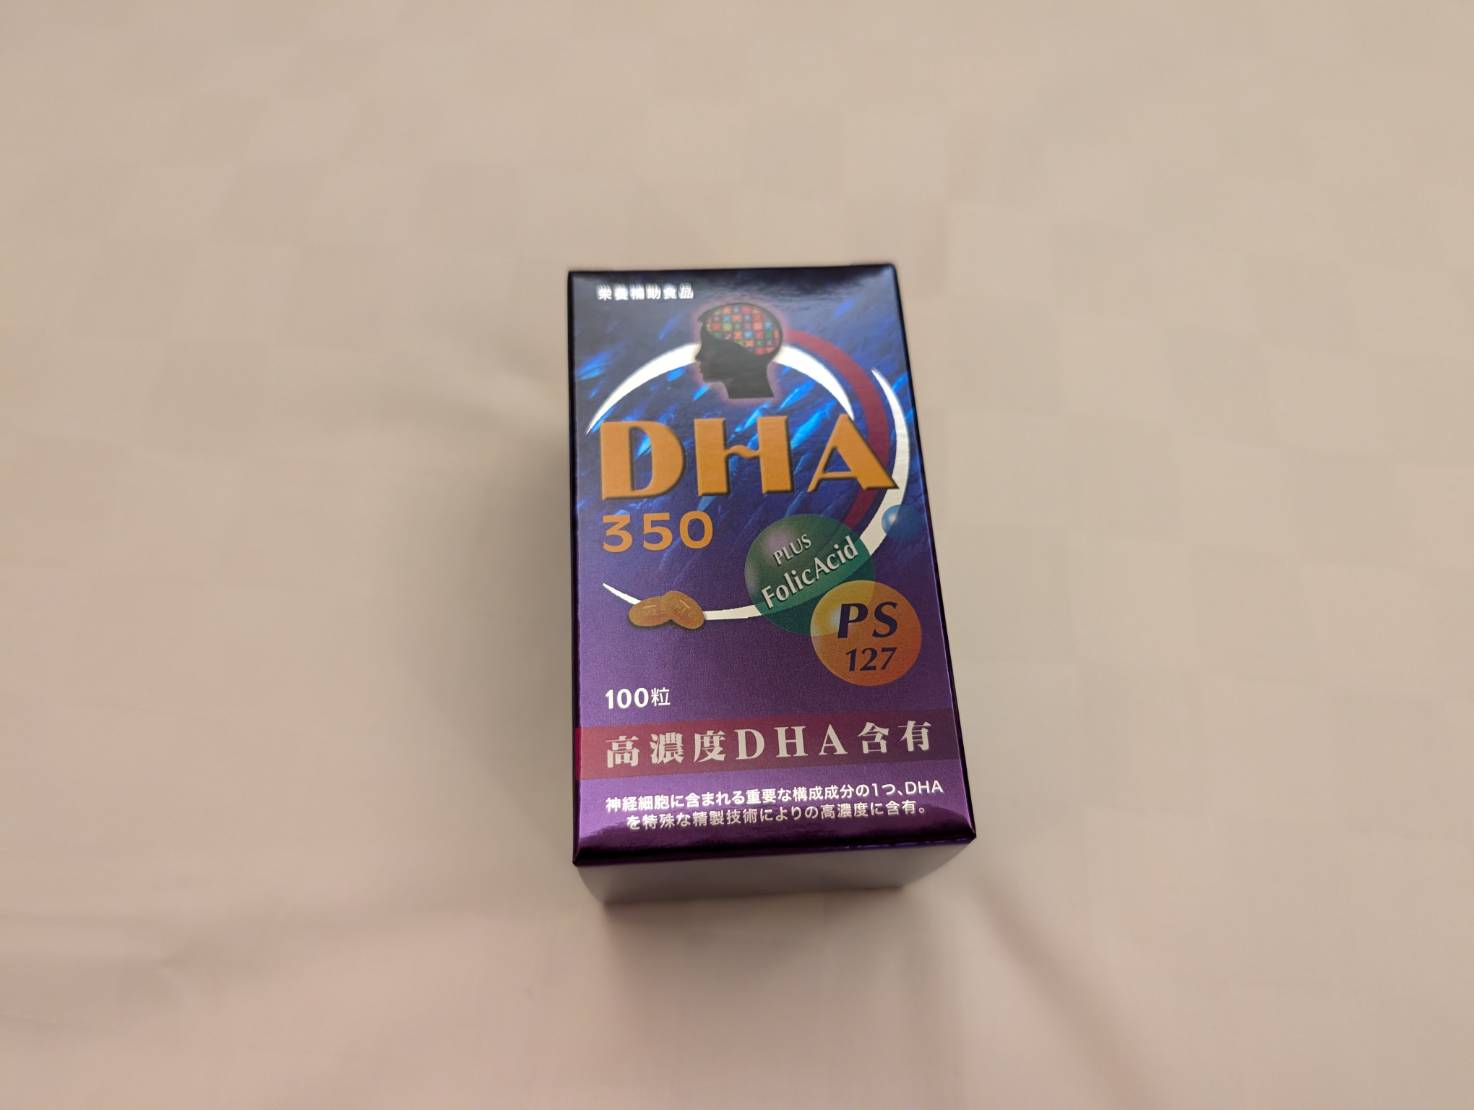 栄養補助食品
DHA
350
PLUS
FolicAcid
PS
127
100粒
高濃度DHA含有
神経細胞に含まれる重要な構成成分の1つ、DHA
を特殊な精製技術によりの高濃度に含有。